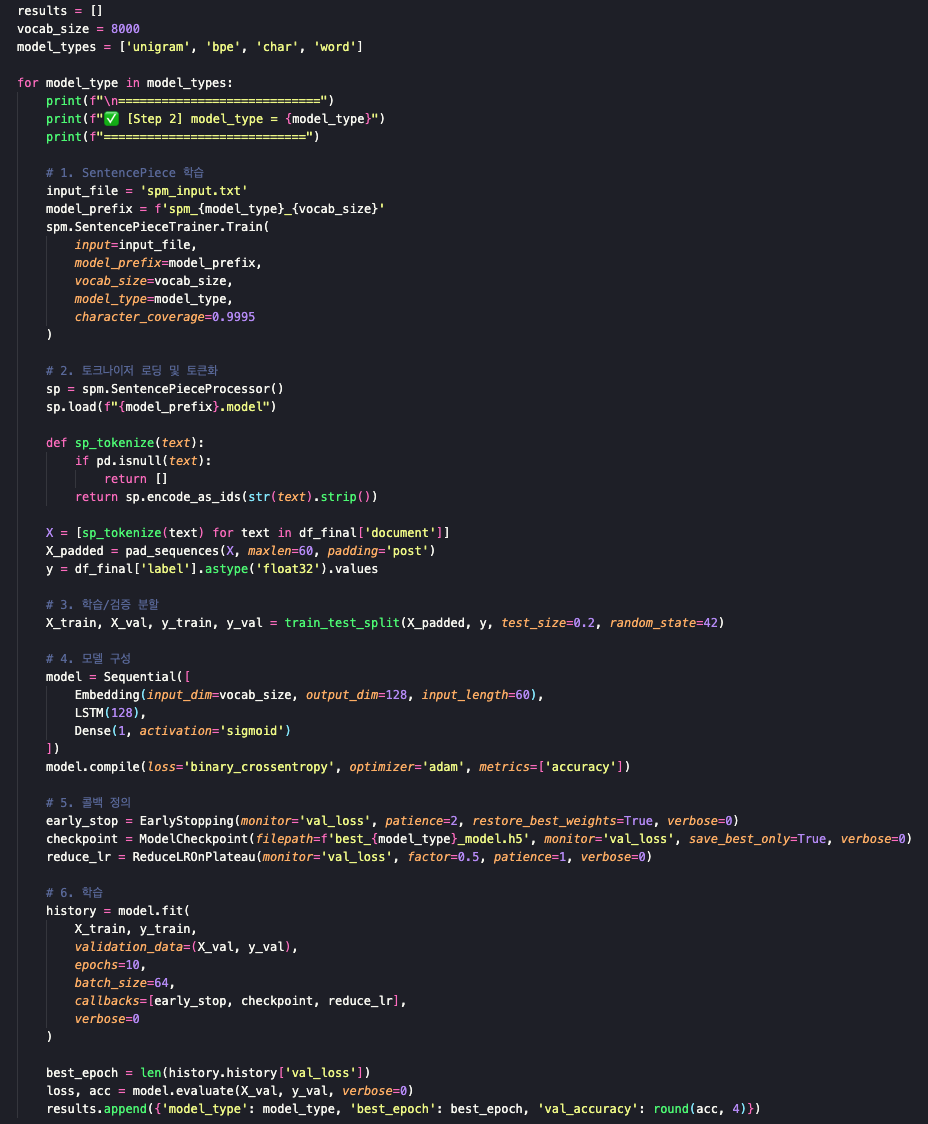 results = []
vocab_size = 8000
model_types = ['unigram', 'bpe', 'char', 'word']

for model_type in model_types:
    print(f"\n============================")
    print(f"✅ [Step 2] model_type = {model_type}")
    print(f"============================")

    # 1. SentencePiece 학습
    input_file = 'spm_input.txt'
    model_prefix = f'spm_{model_type}_{vocab_size}'
    spm.SentencePieceTrainer.Train(
        input=input_file,
        model_prefix=model_prefix,
        vocab_size=vocab_size,
        model_type=model_type,
        character_coverage=0.9995
    )

    # 2. 토크나이저 로딩 및 토큰화
    sp = spm.SentencePieceProcessor()
    sp.load(f"{model_prefix}.model")

    def sp_tokenize(text):
        if pd.isnull(text):
            return []
        return sp.encode_as_ids(str(text).strip())

    X = [sp_tokenize(text) for text in df_final['document']]
    X_padded = pad_sequences(X, maxlen=60, padding='post')
    y = df_final['label'].astype('float32').values

    # 3. 학습/검증 분할
    X_train, X_val, y_train, y_val = train_test_split(X_padded, y, test_size=0.2, random_state=42)

    # 4. 모델 구성
    model = Sequential([
        Embedding(input_dim=vocab_size, output_dim=128, input_length=60),
        LSTM(128),
        Dense(1, activation='sigmoid')
    ])
    model.compile(loss='binary_crossentropy', optimizer='adam', metrics=['accuracy'])

    # 5. 콜백 정의
    early_stop = EarlyStopping(monitor='val_loss', patience=2, restore_best_weights=True, verbose=0)
    checkpoint = ModelCheckpoint(filepath=f'best_{model_type}_model.h5', monitor='val_loss', save_best_only=True, verbose=0)
    reduce_lr = ReduceLROnPlateau(monitor='val_loss', factor=0.5, patience=1, verbose=0)

    # 6. 학습
    history = model.fit(
        X_train, y_train,
        validation_data=(X_val, y_val),
        epochs=10,
        batch_size=64,
        callbacks=[early_stop, checkpoint, reduce_lr],
        verbose=0
    )

    best_epoch = len(history.history['val_loss'])
    loss, acc = model.evaluate(X_val, y_val, verbose=0)
    results.append({'model_type': model_type, 'best_epoch': best_epoch, 'val_accuracy': round(acc, 4)})